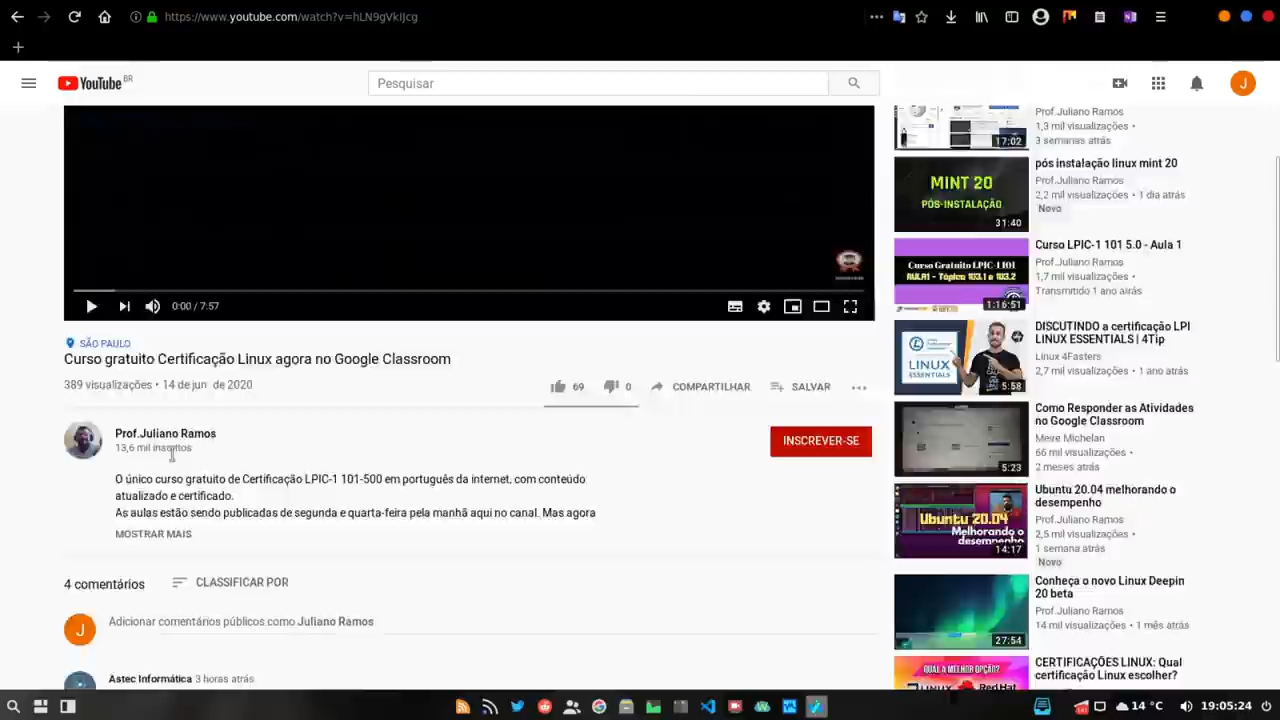 https://www.youtube.com/watch?v=hLN9gVkIJcg
YouTube BR
Pesquisar
J
0:00 / 7:57
SÃO PAULO
Curso gratuito Certificação Linux agora no Google Classroom
389 visualizações • 14 de jun. de 2020
69
0
COMPARTILHAR
SALVAR
Prof.Juliano Ramos
13,6 mil inscritos
INSCREVER-SE
O único curso gratuito de Certificação LPIC-1 101-500 em português da internet, com conteúdo
atualizado e certificado.
As aulas estão sendo publicadas de segunda e quarta-feira pela manhã aqui no canal. Mas agora
MOSTRAR MAIS
4 comentários
CLASSIFICAR POR
J
Adicionar comentários públicos como Juliano Ramos
Astec Informática 3 horas atrás
17:02
Prof.Juliano Ramos
1,3 mil visualizações •
3 semanas atrás
MINT 20
PÓS-INSTALAÇÃO
31:40
pós instalação linux mint 20
Prof.Juliano Ramos
2,2 mil visualizações • 1 dia atrás
Novo
Curso Gratuito LPIC-1 101
AULA1 - Tópico 103.1 e 103.2
1:16:51
Curso LPIC-1 101 5.0 - Aula 1
Prof.Juliano Ramos
1,7 mil visualizações •
Transmitido 1 ano atrás
LINUX
ESSENTIALS
5:58
DISCUTINDO a certificação LPI
LINUX ESSENTIALS | 4Tip
Linux 4Fasters
2,7 mil visualizações • 1 ano atrás
5:23
Como Responder as Atividades
no Google Classroom
Meire Michelan
66 mil visualizações •
2 meses atrás
Ubuntu 20.04
Melhorando o
desempenho
14:17
Ubuntu 20.04 melhorando o
desempenho
Prof.Juliano Ramos
2,5 mil visualizações •
1 semana atrás
Novo
27:54
Conheça o novo Linux Deepin
20 beta
Prof.Juliano Ramos
14 mil visualizações • 1 mês atrás
QUAL A MELHOR OPÇÃO?
LINUX
Red Hat
CERTIFICAÇÕES LINUX: Qual
certificação Linux escolher?
14 °C
19:05:24